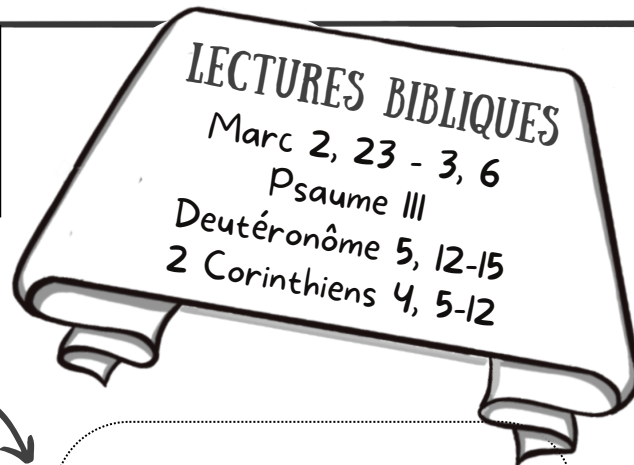 LECTURES BIBLIQUES
Marc 2, 23 - 3, 6
Psaume 111
Deutéronôme 5, 12-15
2 Corinthiens 4, 5-12